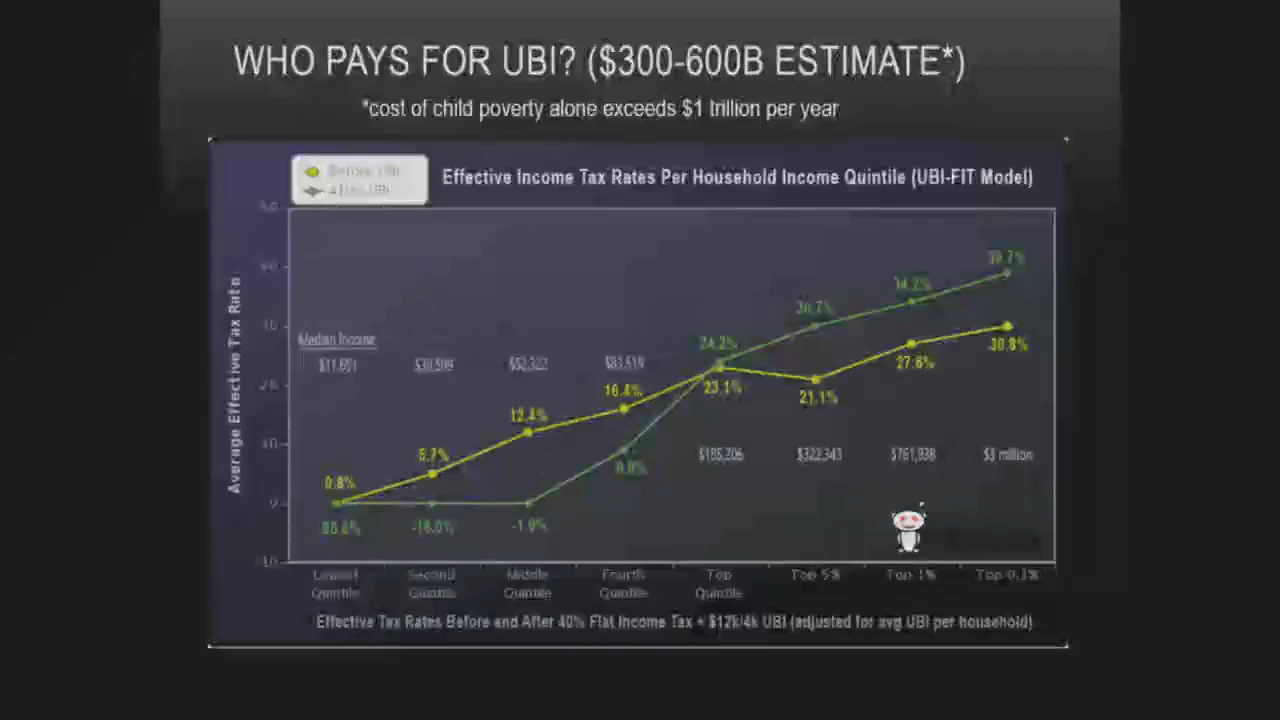 WHO PAYS FOR UBI? ($300-600B ESTIMATE*)
*cost of child poverty alone exceeds $1 trillion per year
Before UBI
After UBI
Effective Income Tax Rates Per Household Income Quintile (UBI-FIT Model)
Average Effective Tax Rate
39.7%
34.2%
30.7%
24.2%
30.8%
Median Income
27.6%
$30,509
$52,322
$83,519
23.1%
16.4%
21.1%
12.4%
$185,206
$322,343
$761,938
$3 million
0.8%
-1.0%
0
-10
Lowest Quintile
Second Quintile
Middle Quintile
Fourth Quintile
Top Quintile
Top 5%
Top 1%
Top 0.1%
Effective Tax Rates Before and After 40% Flat Income Tax + $12k/4k UBI (adjusted for avg UBI per household)